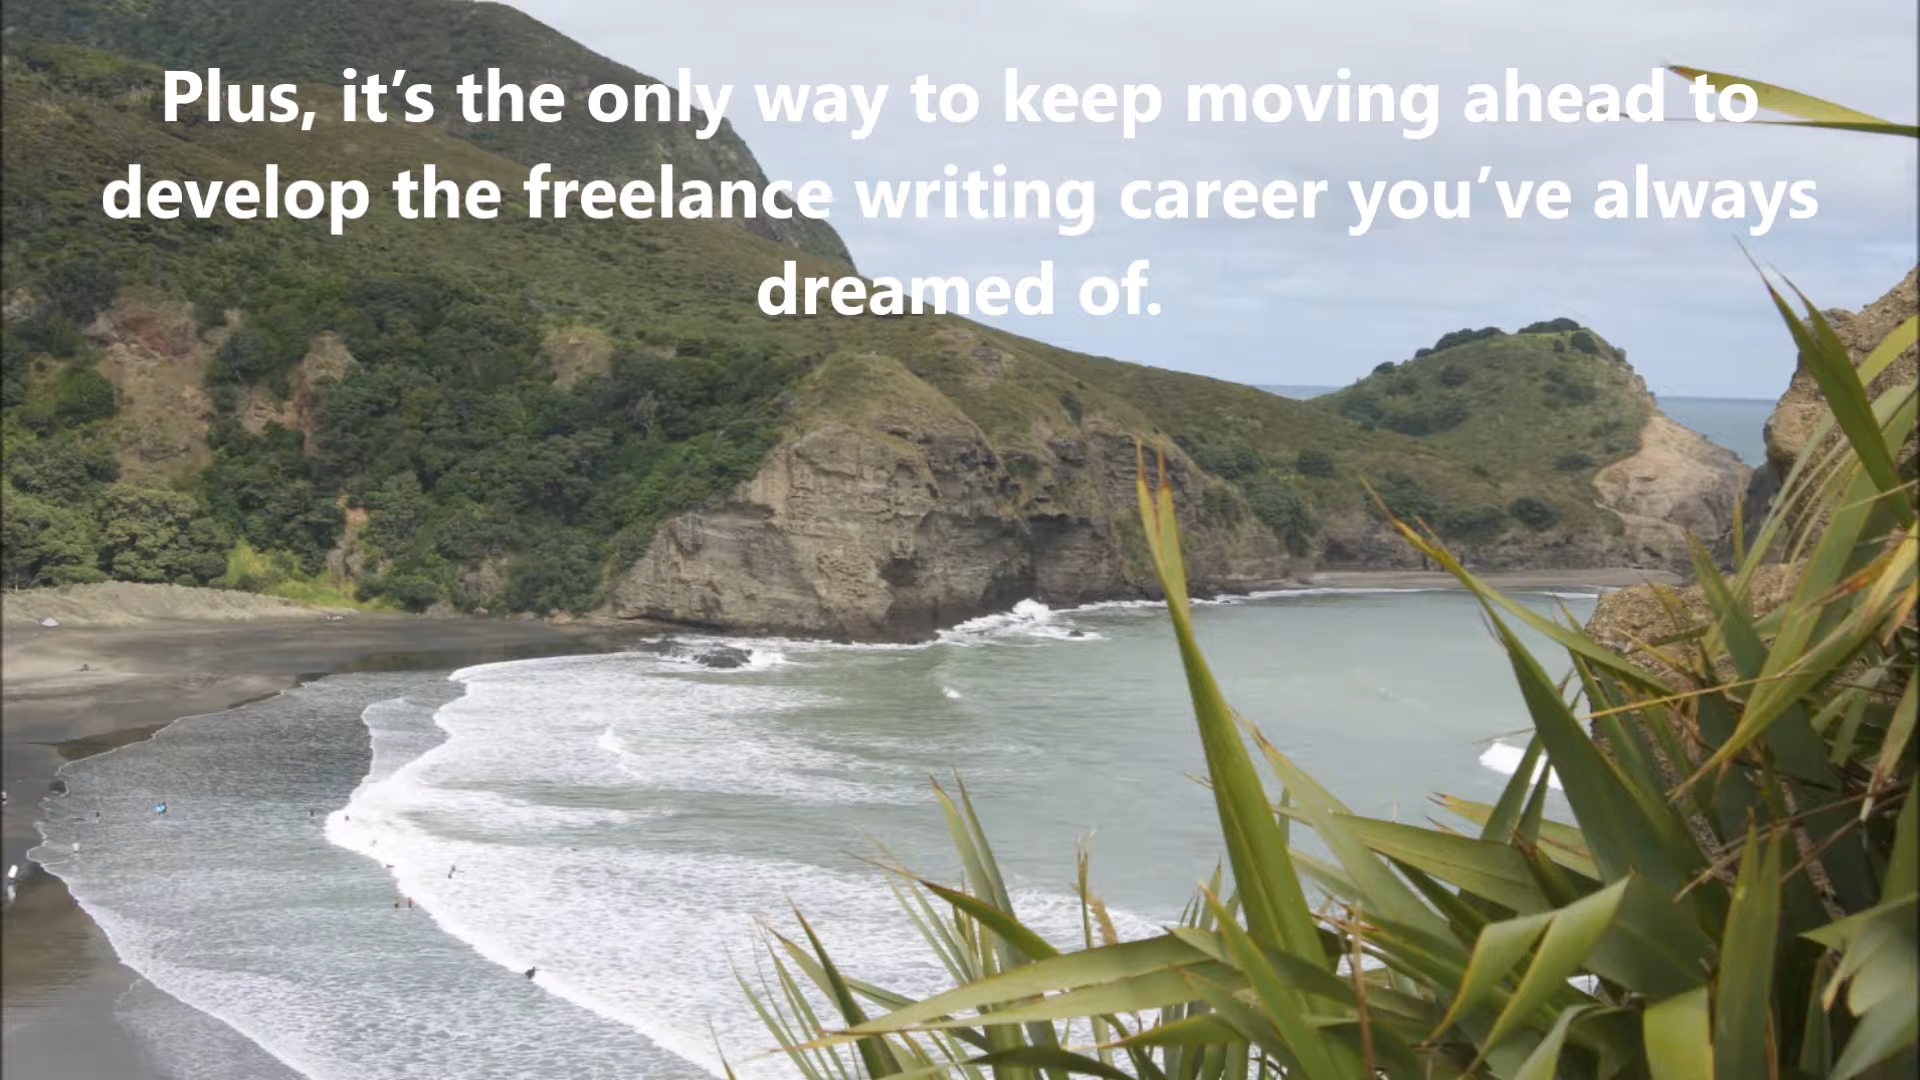 Plus, it’s the only way to keep moving ahead to
develop the freelance writing career you’ve always
dreamed of.